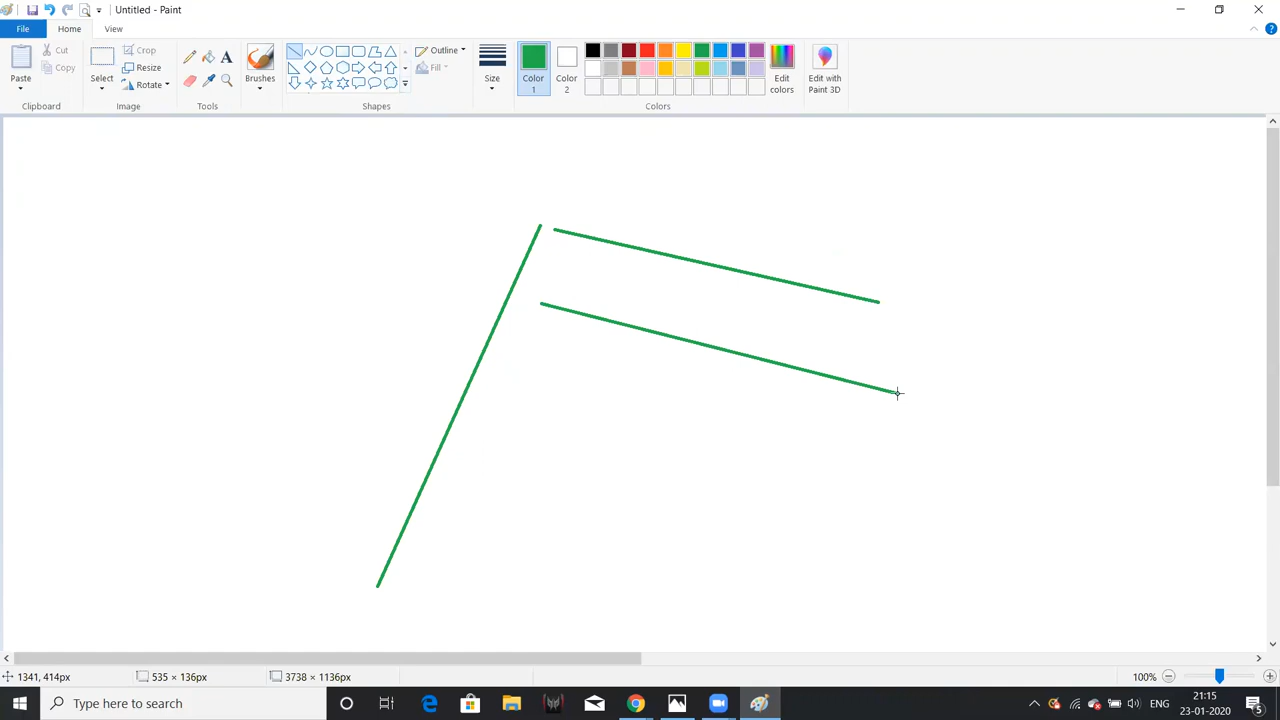 Untitled - Paint
File Home View
Paste
Cut
Copy
Clipboard
Select
Crop
Resize
Rotate
Image
Tools
Brushes
Shapes
Outline
Fill
Size
Color 1
Color 2
Colors
Edit colors
Edit with Paint 3D
1341, 414px
535 × 136px
3738 × 1136px
100%
Type here to search
ENG
21:15
23-01-2020
5